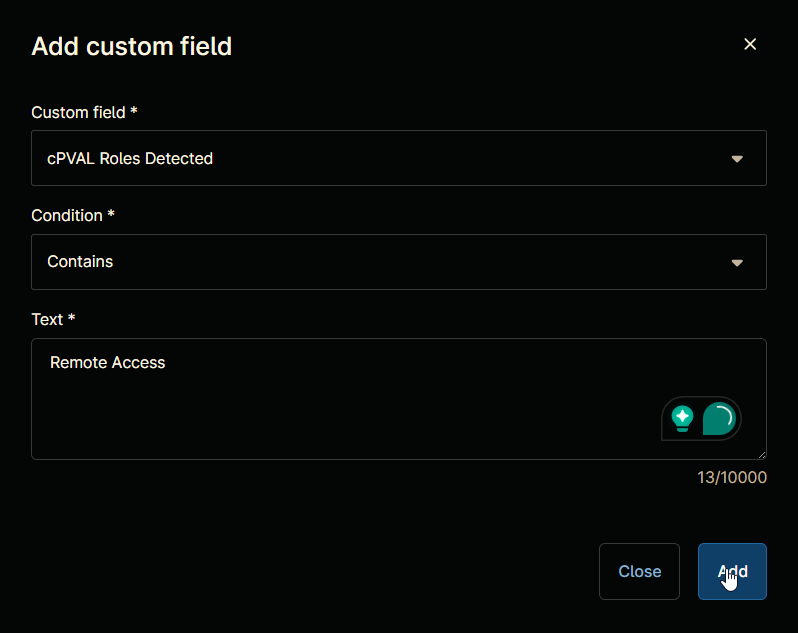 Add custom field
Custom field *
cPVAL Roles Detected
Condition *
Contains
Text *
Remote Access
13/10000
Close
Add